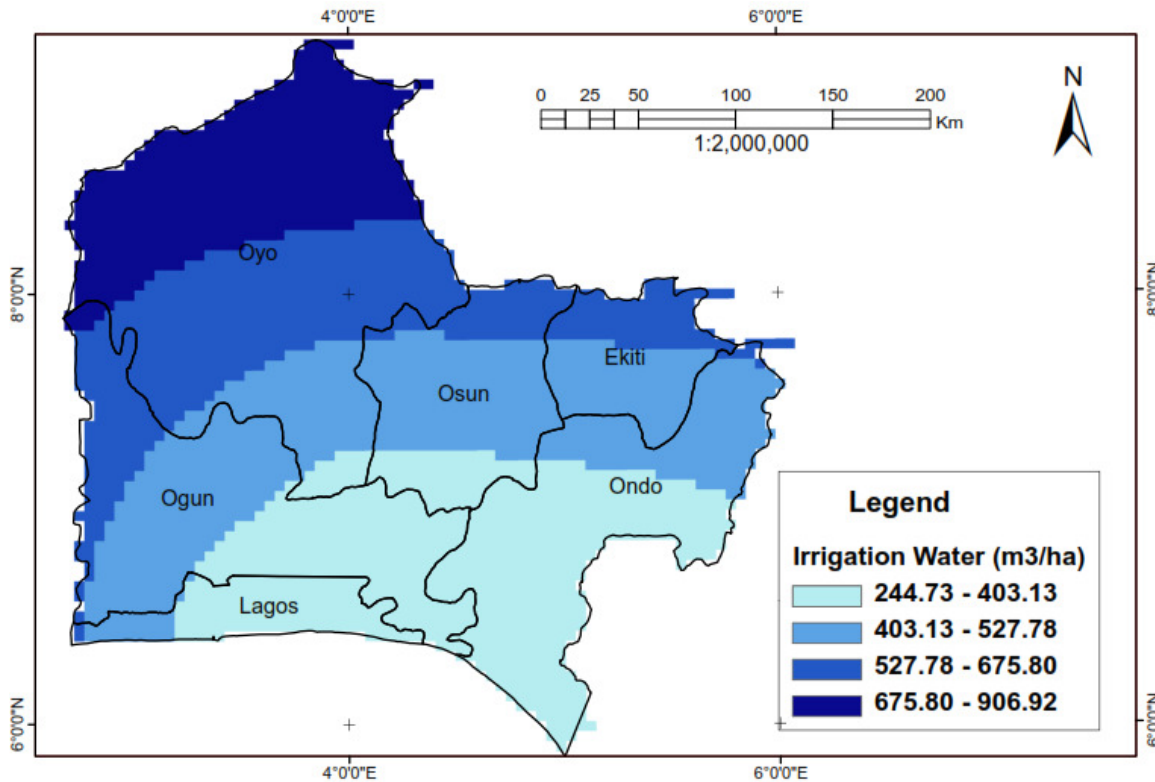 4°0'0"E 6°0'0"E
N
0 25 50 100 150 200
Km
1:2,000,000
Oyo
8°0'0"N 8°0'0"N
Ekiti
Osun
Ogun
Ondo
Lagos
Legend
Irrigation Water (m3/ha)
244.73 - 403.13
403.13 - 527.78
527.78 - 675.80
675.80 - 906.92
6°0'0"N 6°0'0"N
4°0'0"E 6°0'0"E